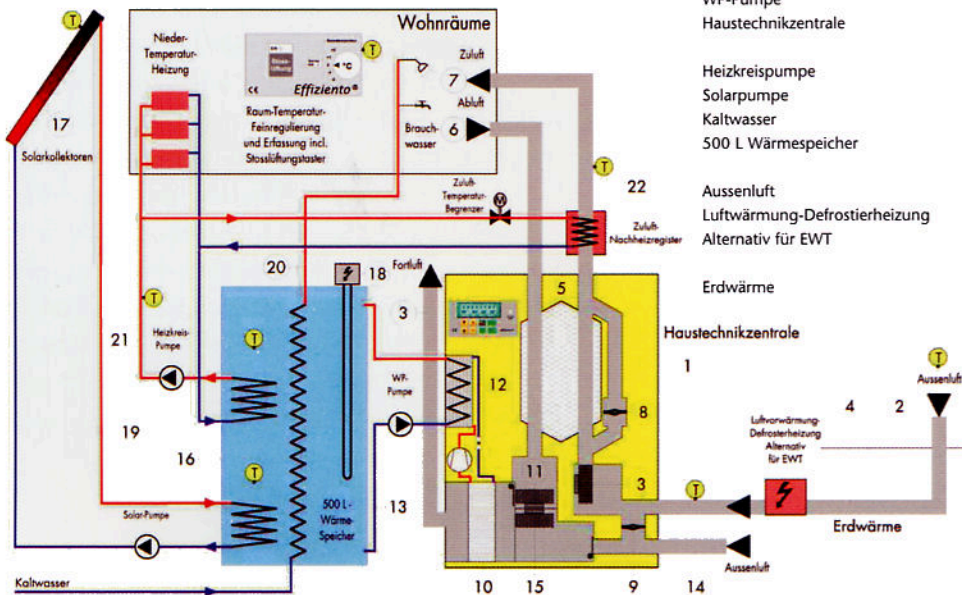 WP-Pumpe
Haustechnikzentrale
Heizkreispumpe
Solarpumpe
Kaltwasser
500 L Wärmespeicher
Aussenluft
Luftwärmung-Defrostierheizung
Alternativ für EWT
Erdwärme
Wohnräume
T
Nieder-
Temperatur-
Heizung
T
°C
Effiziento®
CE
Raum-Temperatur-
Feinregulierung
und Erfassung incl.
Stosslüftungstaster
Zuluft
7
Abluft
6
Brauch-
wasser
17
Solarkollektoren
T
22
Zuluft-
Temperatur-
Begrenzer
M
Zuluft-
Nachheizregister
20
18
Fortluft
3
5
Haustechnikzentrale
1
T
21
Heizkreis-
Pumpe
T
WP-
Pumpe
12
8
T
Aussenluft
4
2
Luftvorwärmung-
Defrosterheizung
Alternativ
für EWT
19
16
T
11
3
T
Erdwärme
Solar-Pumpe
500 L-
Wärme-
Speicher
13
Aussenluft
Kaltwasser
10
15
9
14